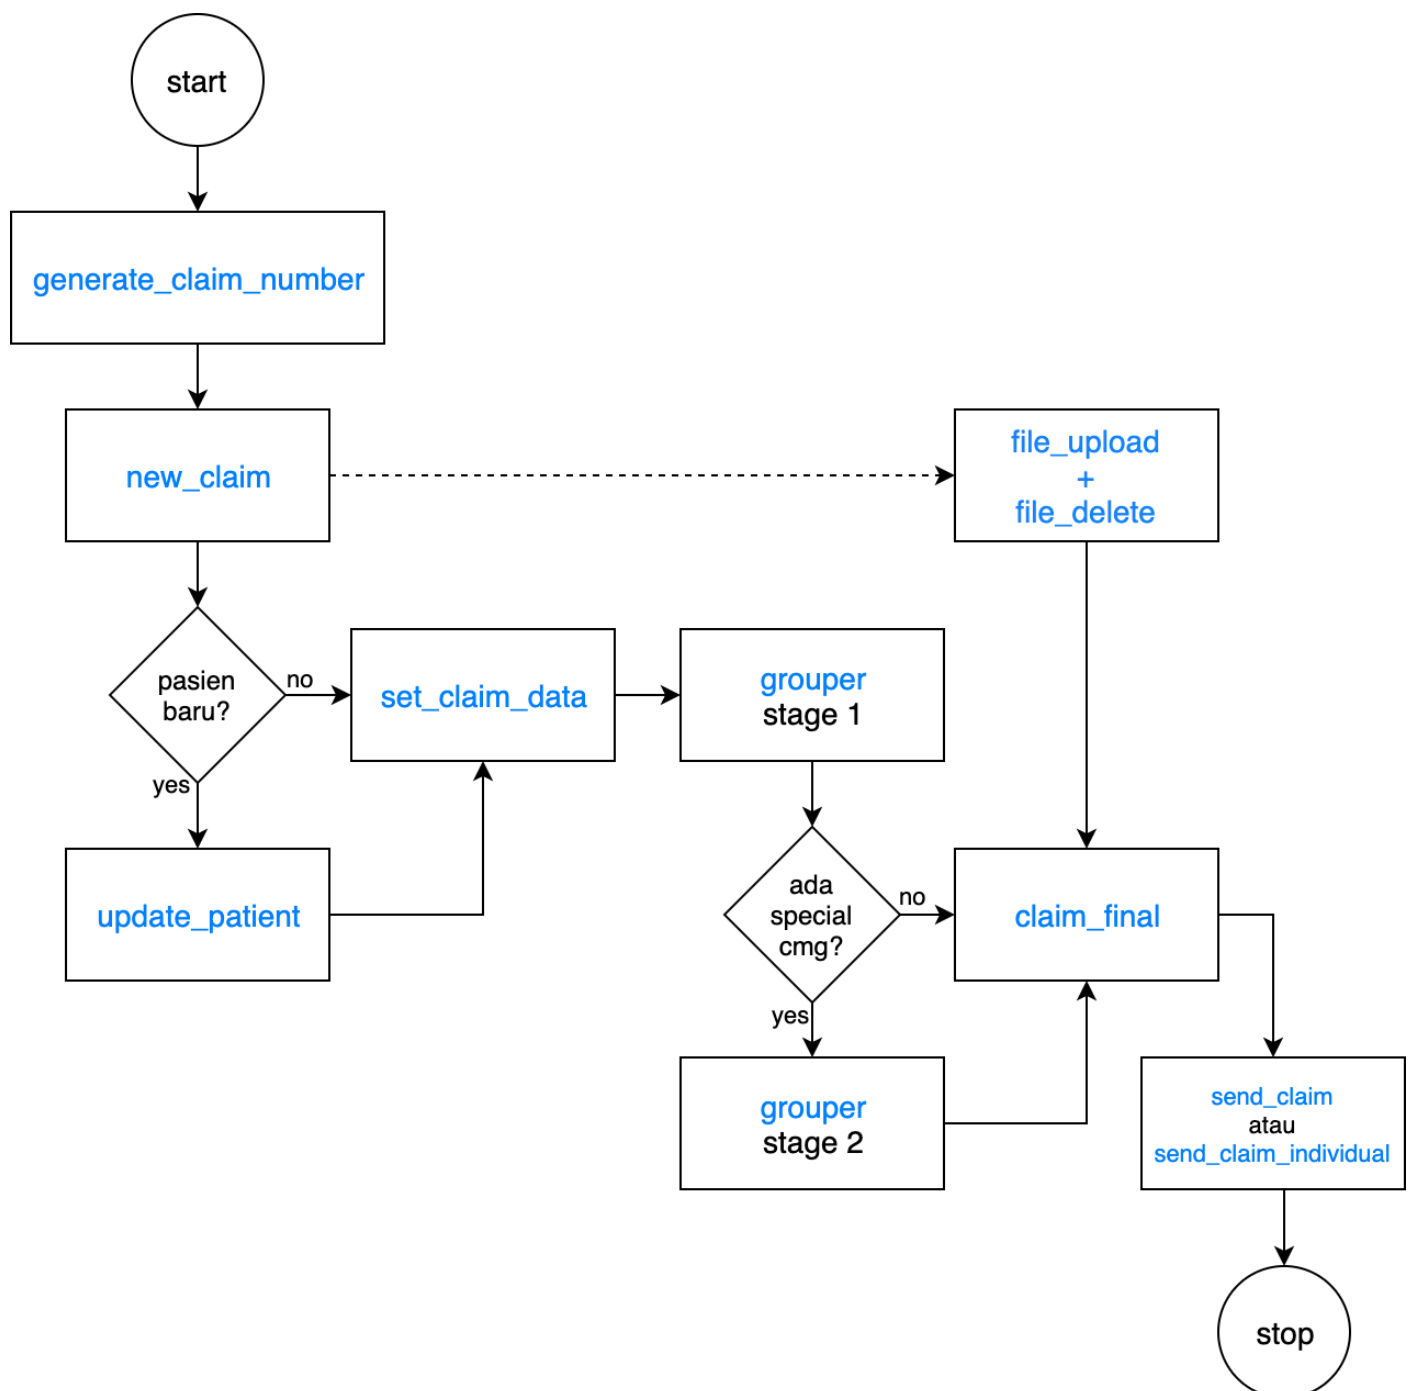 start
generate_claim_number
new_claim
file_upload
+
file_delete
pasien
baru?
no
yes
set_claim_data
grouper
stage 1
update_patient
ada
special
cmg?
no
yes
claim_final
grouper
stage 2
send_claim
atau
send_claim_individual
stop